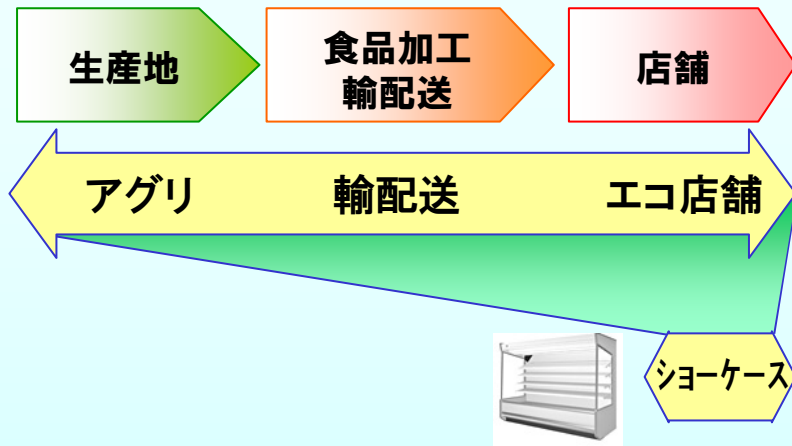 生産地
食品加工
輸配送
店舗
アグリ
輸配送
エコ店舗
ショーケース